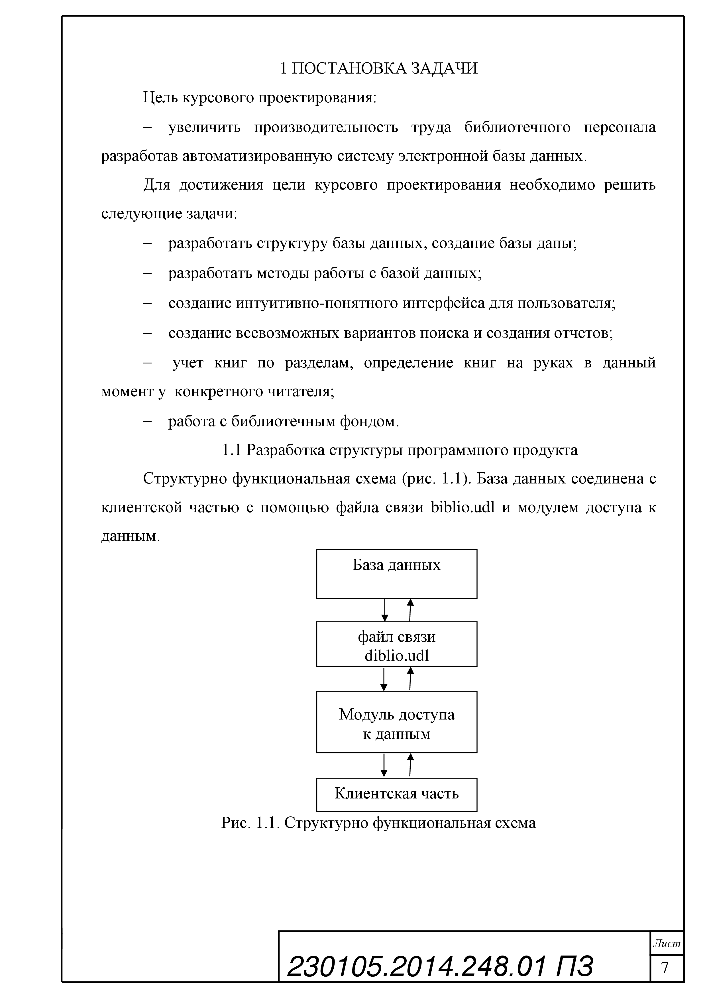 1 ПОСТАНОВКА ЗАДАЧИ
Цель курсового проектирования:
− увеличить производительность труда библиотечного персонала
разработав автоматизированную систему электронной базы данных.
Для достижения цели курсовго проектирования необходимо решить
следующие задачи:
− разработать структуру базы данных, создание базы даны;
− разработать методы работы с базой данных;
− создание интуитивно-понятного интерфейса для пользователя;
− создание всевозможных вариантов поиска и создания отчетов;
− учет книг по разделам, определение книг на руках в данный
момент у конкретного читателя;
− работа с библиотечным фондом.
1.1 Разработка структуры программного продукта
Структурно функциональная схема (рис. 1.1). База данных соединена с
клиентской частью с помощью файла связи biblio.udl и модулем доступа к
данным.
База данных
файл связи
diblio.udl
Модуль доступа
к данным
Клиентская часть
Рис. 1.1. Структурно функциональная схема
Лист
230105.2014.248.01 ПЗ
7